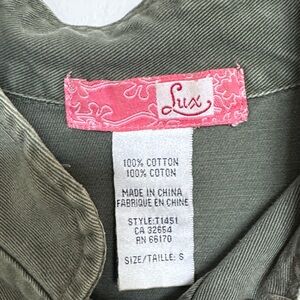 Lux
100% COTTON
100% COTON
MADE IN CHINA
FABRIQUE EN CHINE
STYLE:T1451
CA 32654
RN 66170
SIZE/TAILLE: S